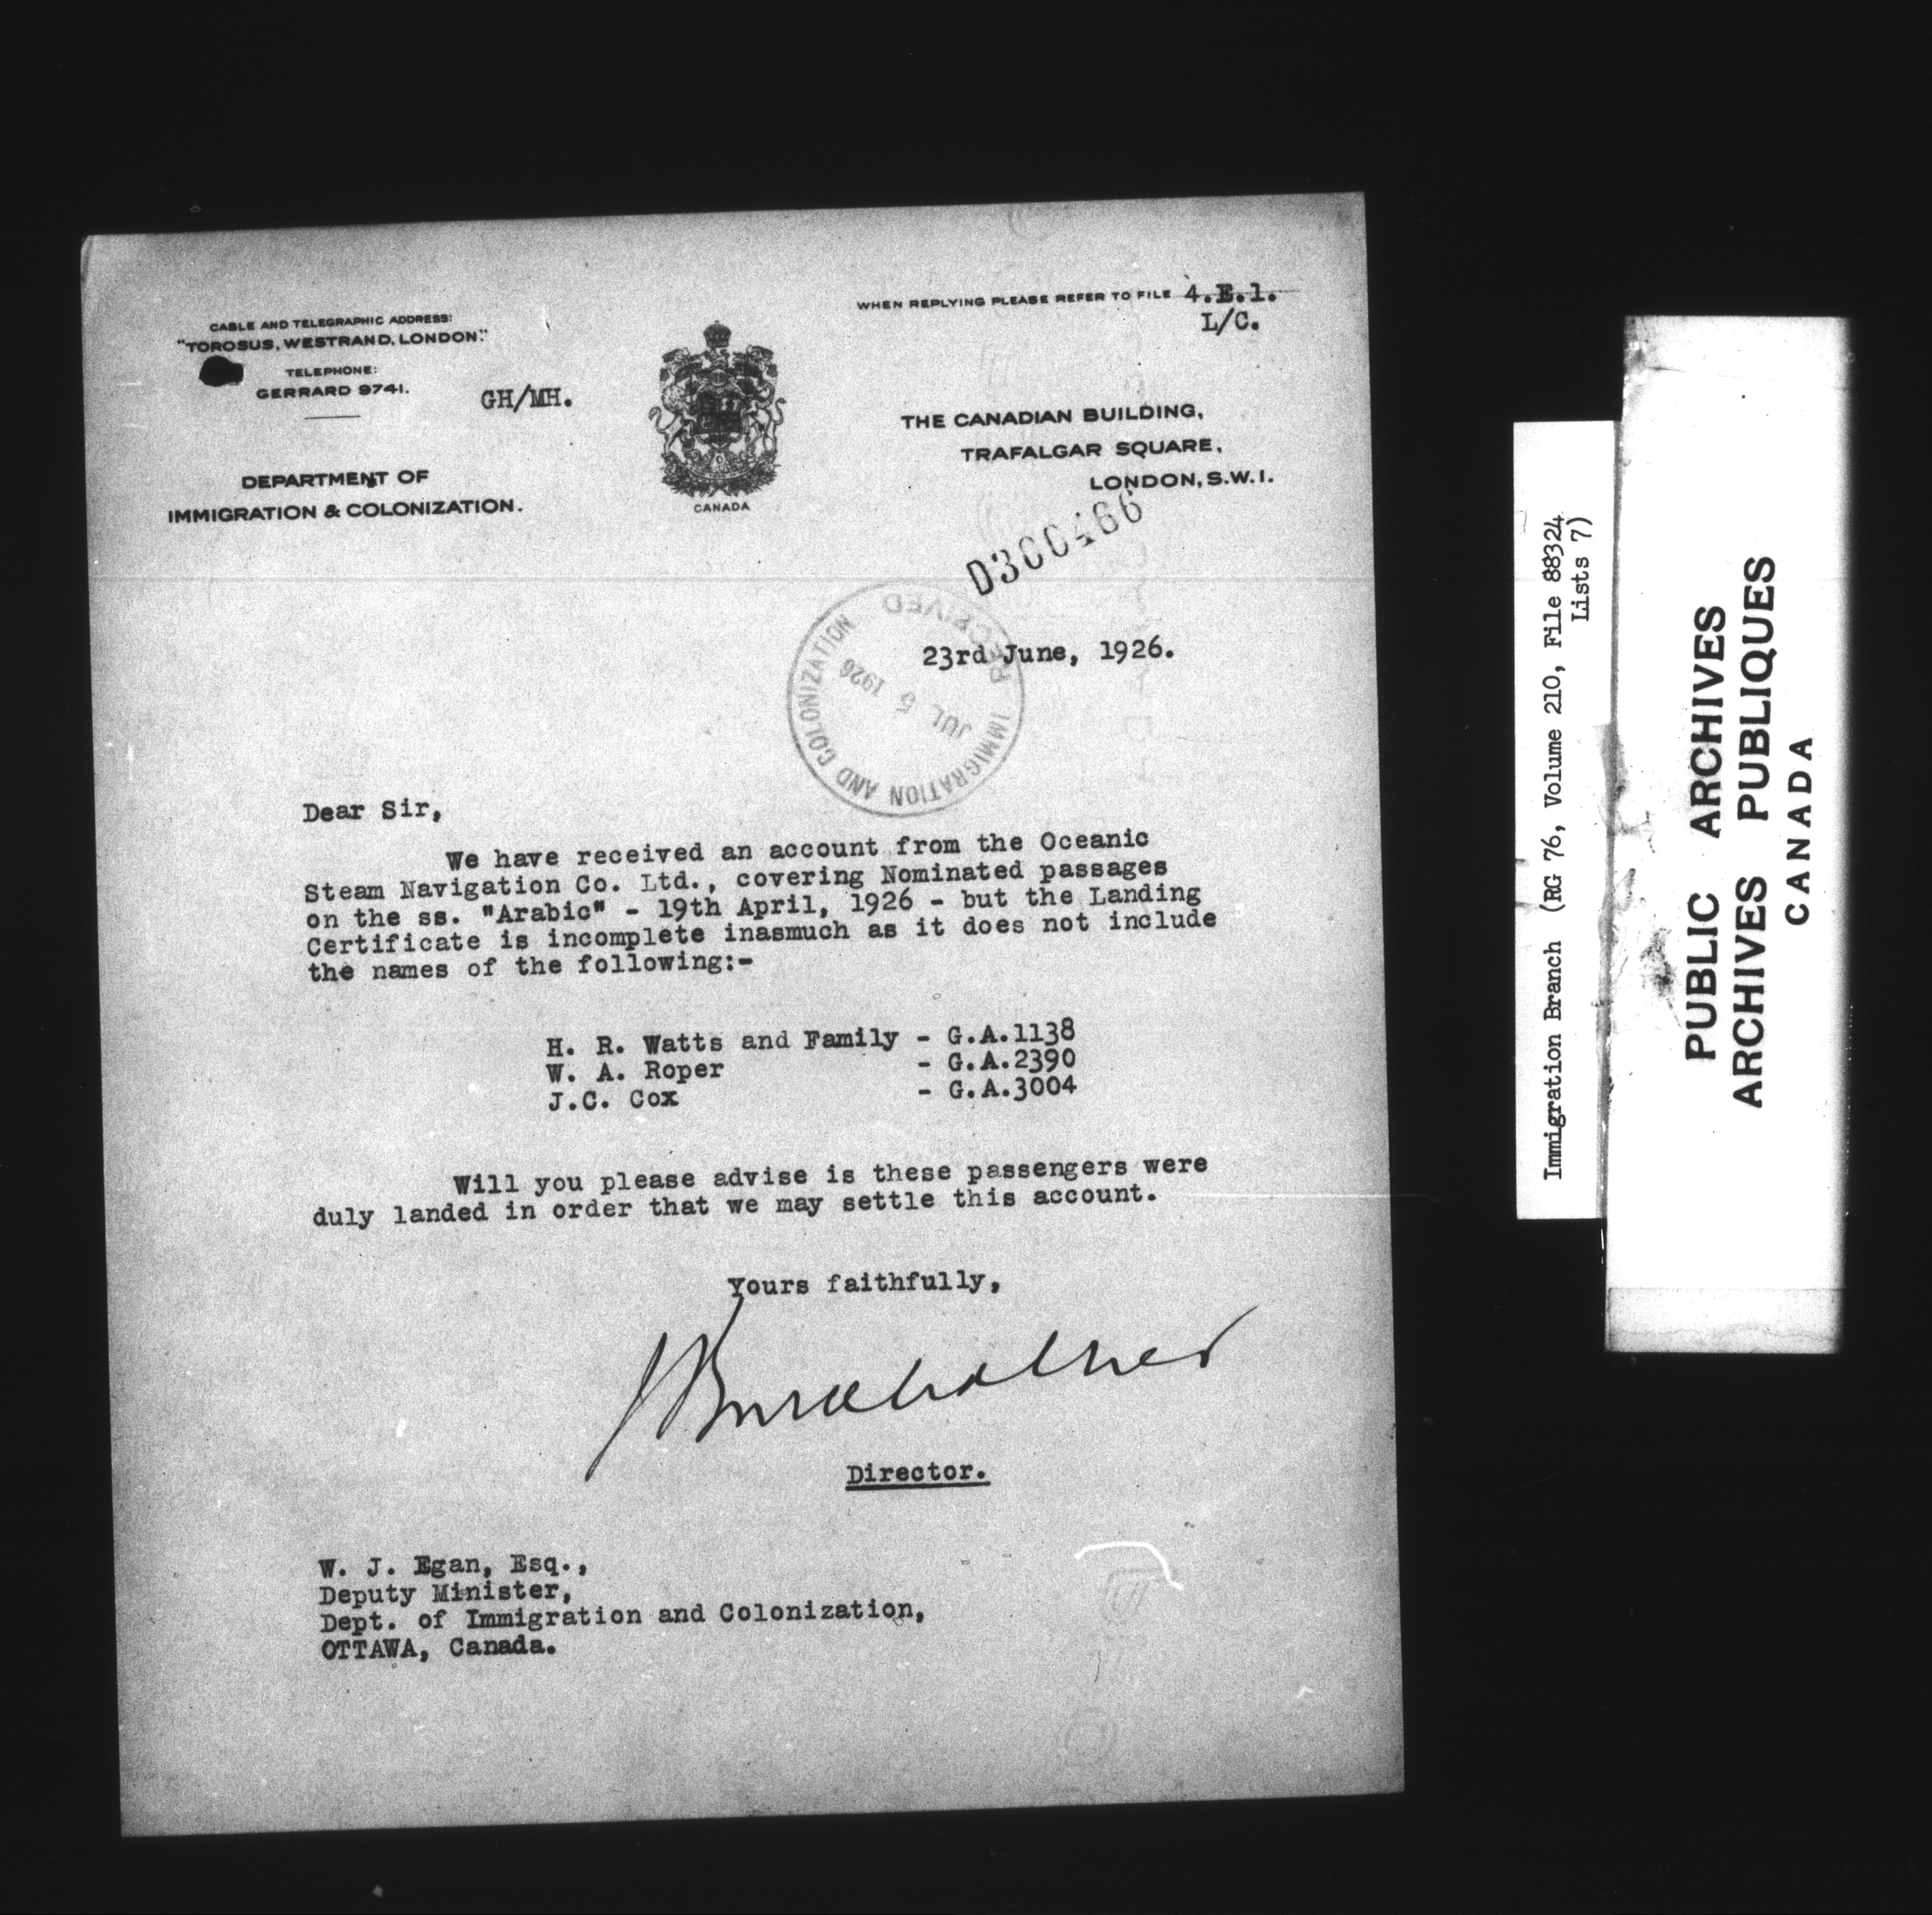 WHEN REPLYING PLEASE REFER TO FILE 4.E.1.
L/C.
CABLE AND TELEGRAPHIC ADDRESS:
"TOROSUS, WESTRAND, LONDON."
TELEPHONE:
GERRARD 9741.
GH/MH.
DEPARTMENT OF
IMMIGRATION & COLONIZATION.
CANADA
THE CANADIAN BUILDING,
TRAFALGAR SQUARE,
LONDON, S.W.1.
D300466
RECEIVED
JUL 5 1926
IMMIGRATION AND COLONIZATION
23rd June, 1926.
Dear Sir,
We have received an account from the Oceanic
Steam Navigation Co. Ltd., covering Nominated passages
on the ss. "Arabic" - 19th April, 1926 - but the Landing
Certificate is incomplete inasmuch as it does not include
the names of the following:-
H. R. Watts and Family - G.A.1138
W. A. Roper - G.A.2390
J.C. Cox - G.A.3004
Will you please advise is these passengers were
duly landed in order that we may settle this account.
Yours faithfully,
Director.
W. J. Egan, Esq.,
Deputy Minister,
Dept. of Immigration and Colonization,
OTTAWA, Canada.
Immigration Branch (RG 76, Volume 210, File 88324
Lists 7)
PUBLIC ARCHIVES
ARCHIVES PUBLIQUES
CANADA